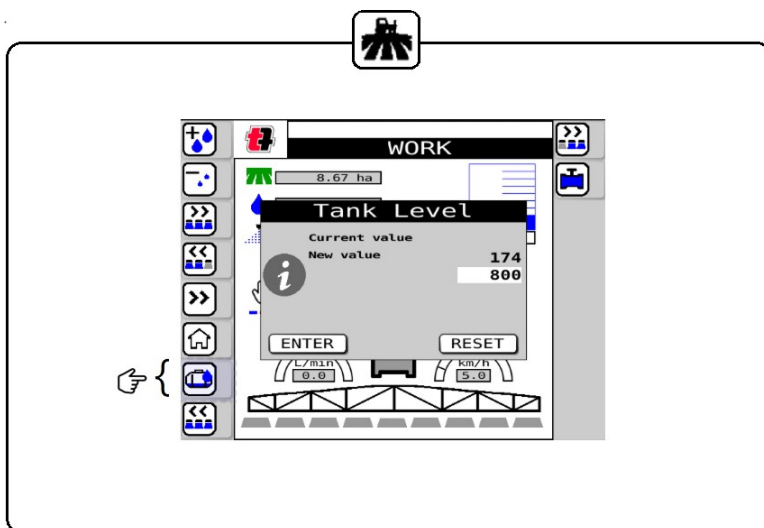 WORK
8.67 ha
Tank Level
Current value
New value
174
800
ENTER
RESET
L/min
km/h
0.0
5.0